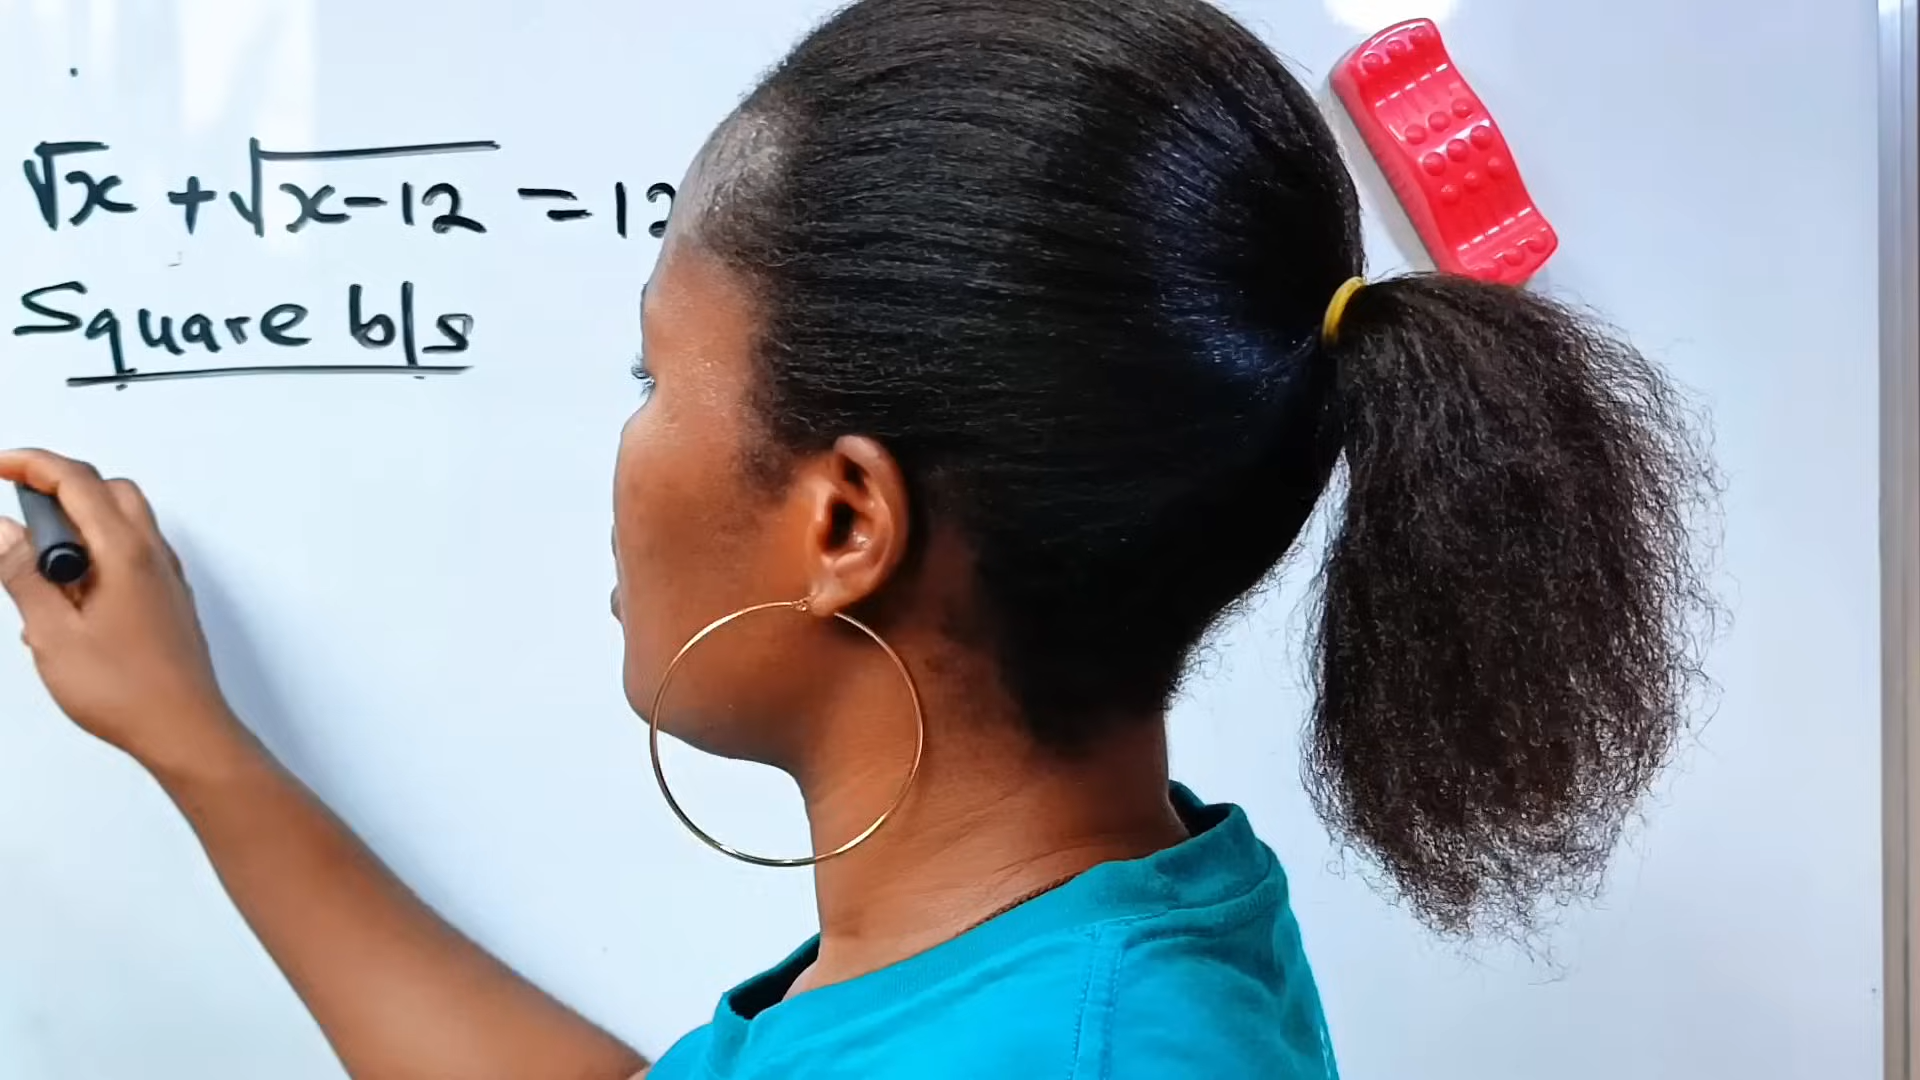 √x + √x-12 = 12
Square b/s